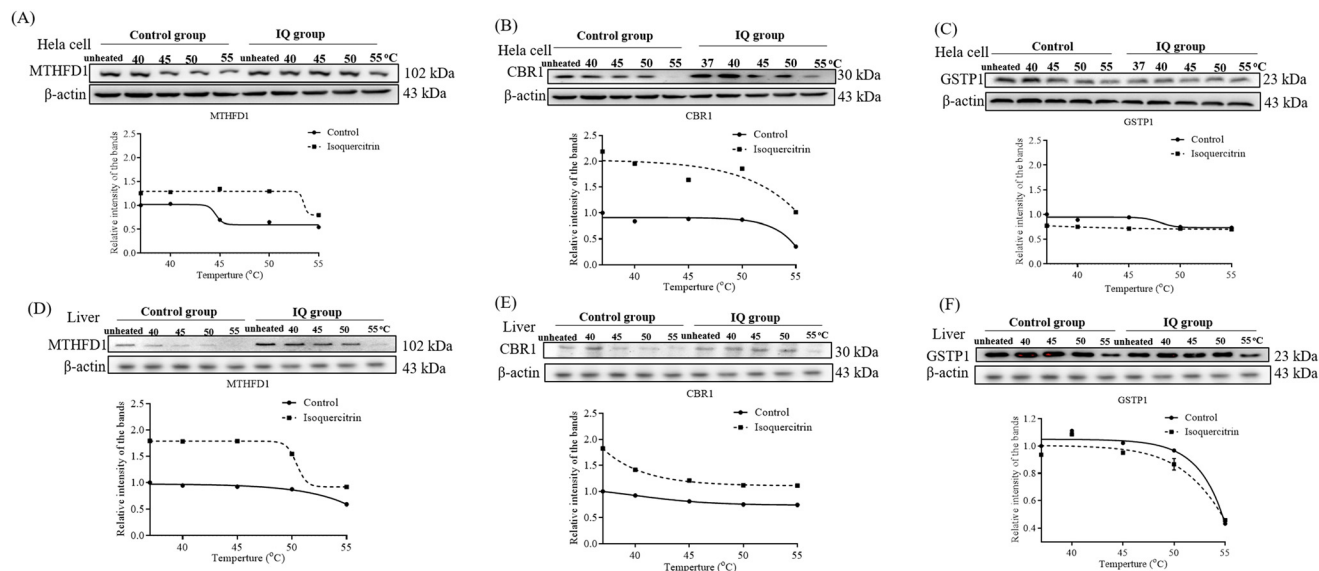 (A)
Control group IQ group
Hela cell unheated 40 45 50 55 unheated 40 45 50 55 °C
MTHFD1 102 kDa
β-actin 43 kDa
MTHFD1
Relative intensity of the bands
2.5
2.0
1.5
1.0
0.5
0.0
Control
Isoquercitrin
40 45 50 55
Temperture (°C)
(B)
Control group IQ group
Hela cell unheated 40 45 50 55 37 40 45 50 55 °C
CBR1 30 kDa
β-actin 43 kDa
CBR1
Relative intensity of the bands
2.5
2.0
1.5
1.0
0.5
0.0
Control
Isoquercitrin
40 45 50 55
Temperture (°C)
(C)
Control IQ group
Hela cell unheated 40 45 50 55 37 40 45 50 55 °C
GSTP1 23 kDa
β-actin 43 kDa
GSTP1
Relative intensity of the bands
2.5
2.0
1.5
1.0
0.5
0.0
Control
Isoquercitrin
40 45 50 55
Temperture (°C)
(D)
Control group IQ group
Liver unheated 40 45 50 55 unheated 40 45 50 55 °C
MTHFD1 102 kDa
β-actin 43 kDa
MTHFD1
Relative intensity of the bands
2.5
2.0
1.5
1.0
0.5
0.0
Control
Isoquercitrin
40 45 50 55
Temperture (°C)
(E)
Control group IQ group
Liver unheated 40 45 50 55 unheated 40 45 50 55 °C
CBR1 30 kDa
β-actin 43 kDa
CBR1
Relative intensity of the bands
2.5
2.0
1.5
1.0
0.5
0.0
Control
Isoquercitrin
40 45 50 55
Temperture (°C)
(F)
Control group IQ group
Liver unheated 40 45 50 55 unheated 40 45 50 55 °C
GSTP1 23 kDa
β-actin 43 kDa
GSTP1
Relative intensity of the bands
1.2
1.0
0.8
0.6
0.4
Control
Isoquercitrin
40 45 50 55
Temperture (°C)